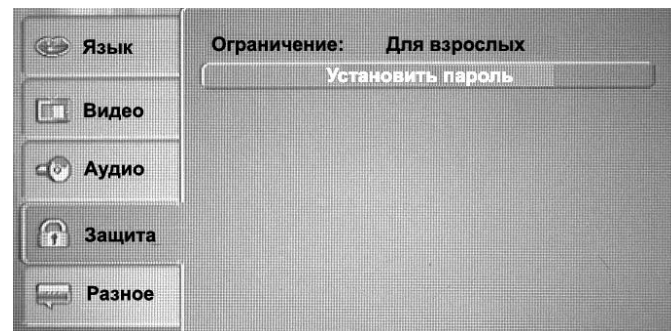 Язык
Видео
Аудио
Защита
Разное
Ограничение: Для взрослых
Установить пароль